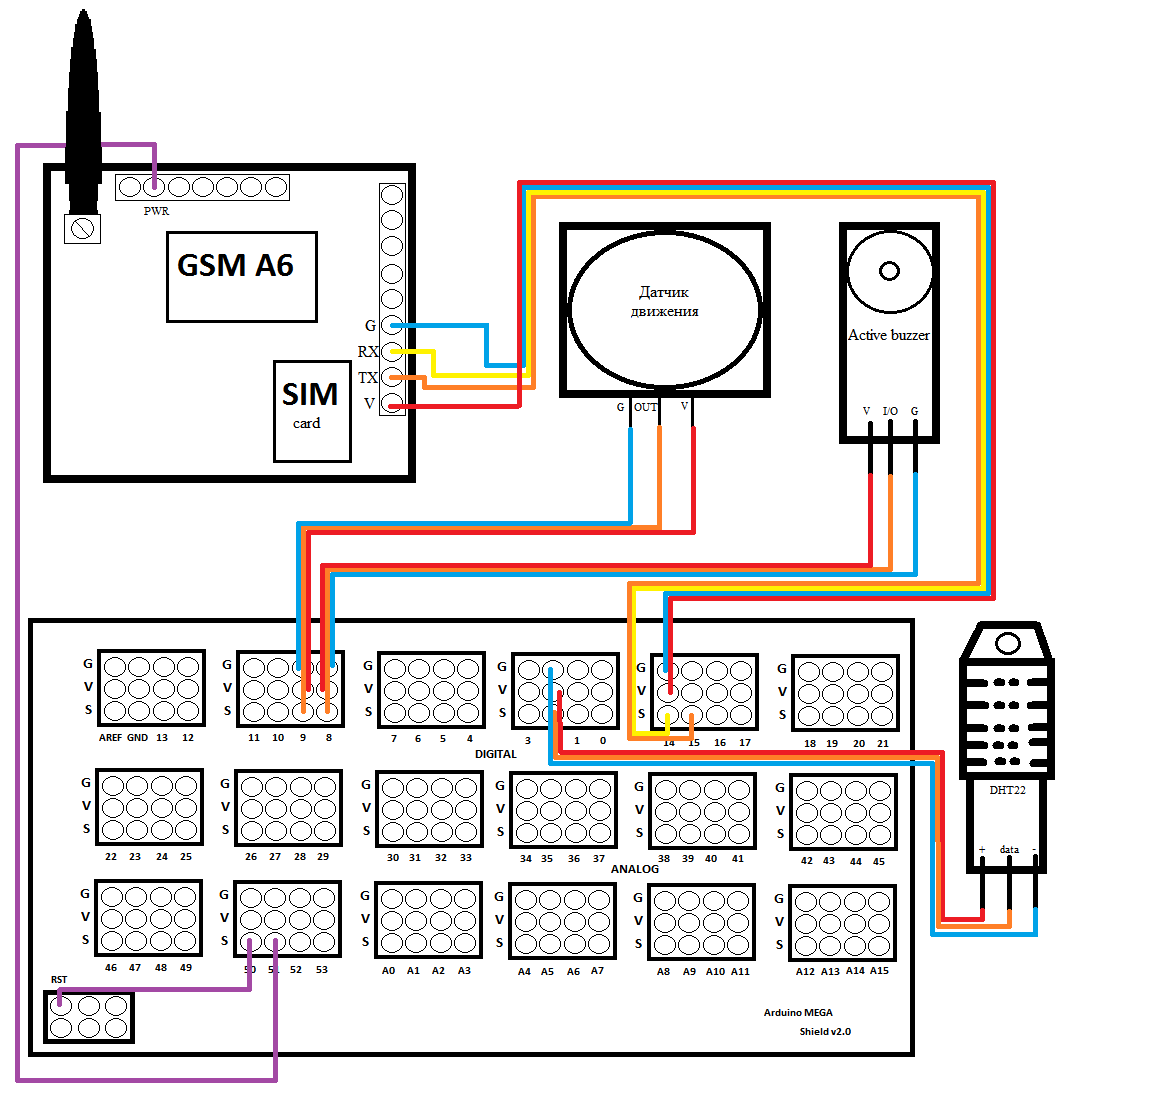 PWR
GSM A6
G
RX
TX
V
SIM
card
Датчик
движения
G OUT V
Active buzzer
V I/O G
G
V
S
AREF GND 13 12
G
V
S
11 10 9 8
G
V
S
7 6 5 4
G
V
S
3 1 0
G
V
S
14 15 16 17
G
V
S
18 19 20 21
DIGITAL
DHT22
+ data -
G
V
S
22 23 24 25
G
V
S
26 27 28 29
G
V
S
30 31 32 33
G
V
S
34 35 36 37
G
V
S
38 39 40 41
G
V
S
42 43 44 45
ANALOG
G
V
S
46 47 48 49
G
V
S
50 51 52 53
G
V
S
A0 A1 A2 A3
G
V
S
A4 A5 A6 A7
G
V
S
A8 A9 A10 A11
G
V
S
A12 A13 A14 A15
RST
Arduino MEGA
Shield v2.0